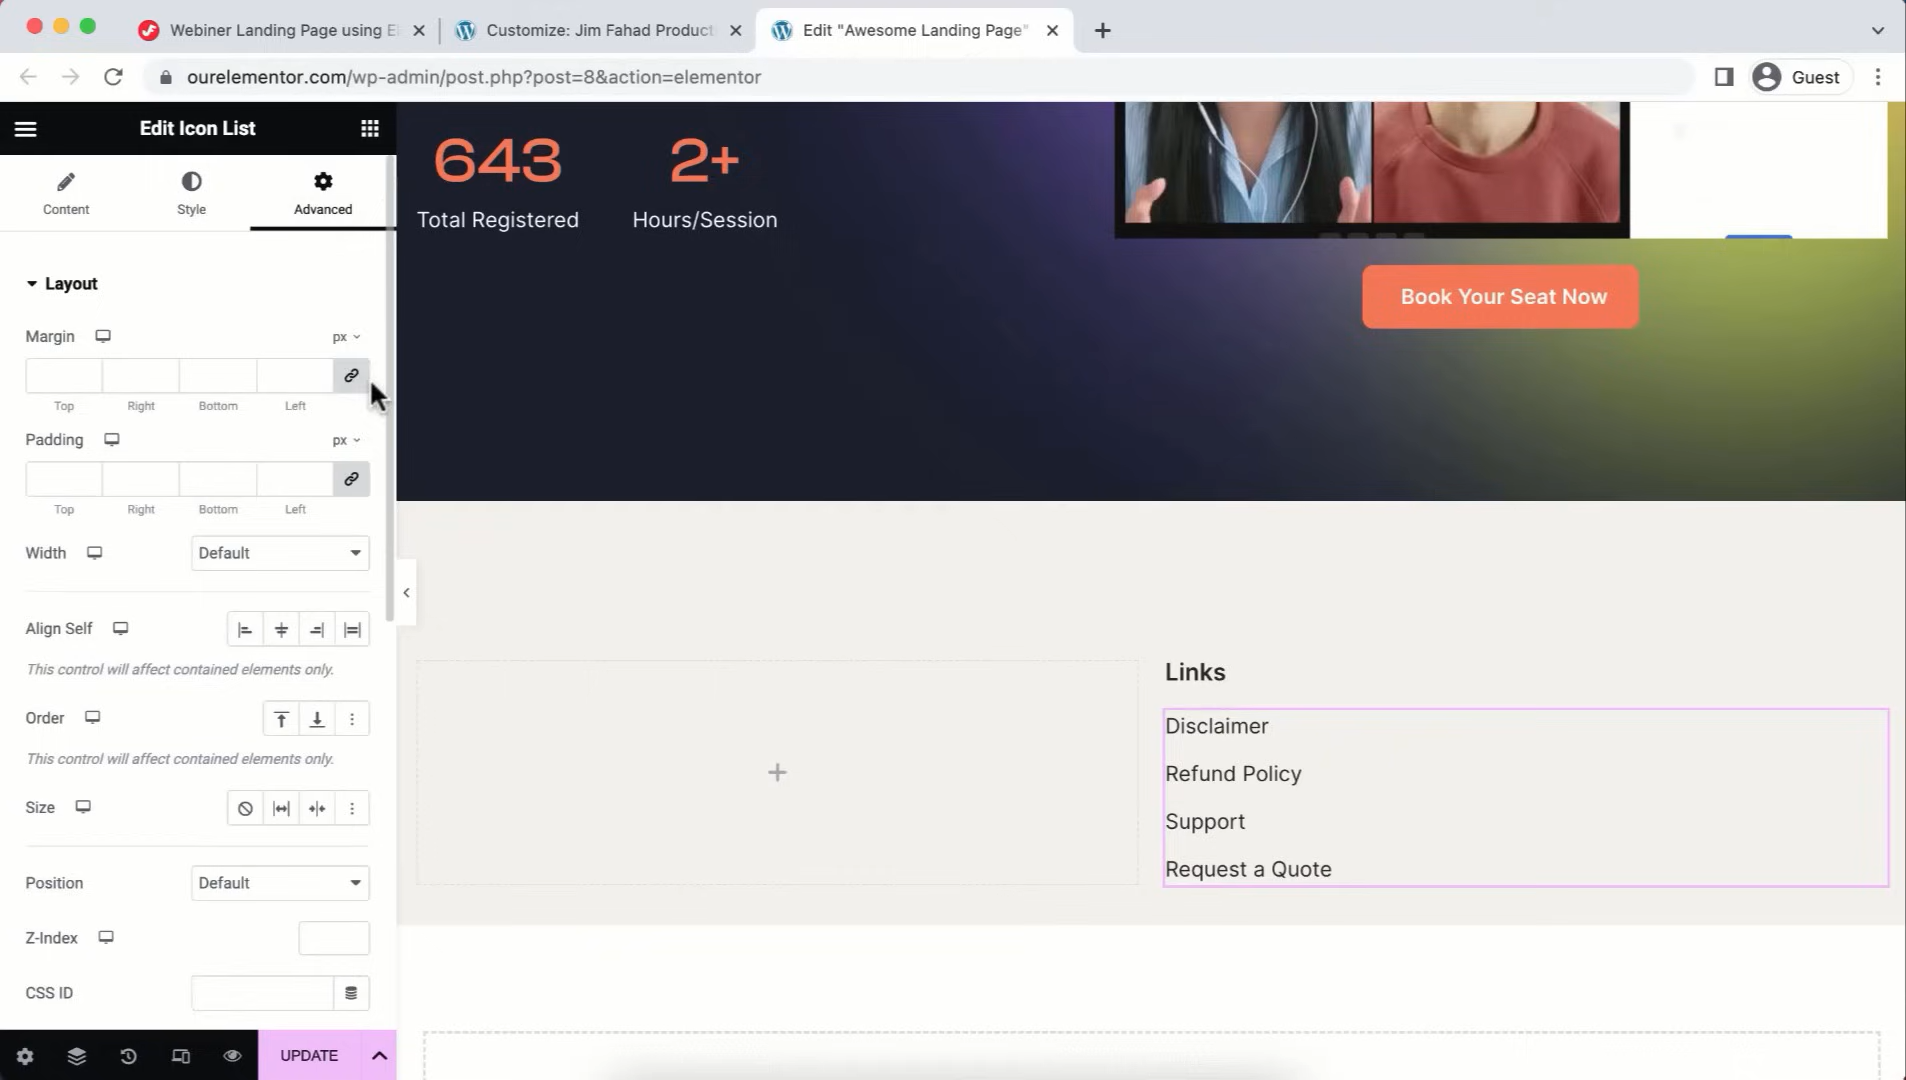 Webiner Landing Page using El
Customize: Jim Fahad Product
Edit "Awesome Landing Page"
ourelementor.com/wp-admin/post.php?post=8&action=elementor
Guest
Edit Icon List
Content
Style
Advanced
Layout
Margin
px
Top
Right
Bottom
Left
Padding
px
Top
Right
Bottom
Left
Width
Default
Align Self
This control will affect contained elements only.
Order
This control will affect contained elements only.
Size
Position
Default
Z-Index
CSS ID
UPDATE
643
2+
Total Registered
Hours/Session
Book Your Seat Now
Links
Disclaimer
Refund Policy
Support
Request a Quote